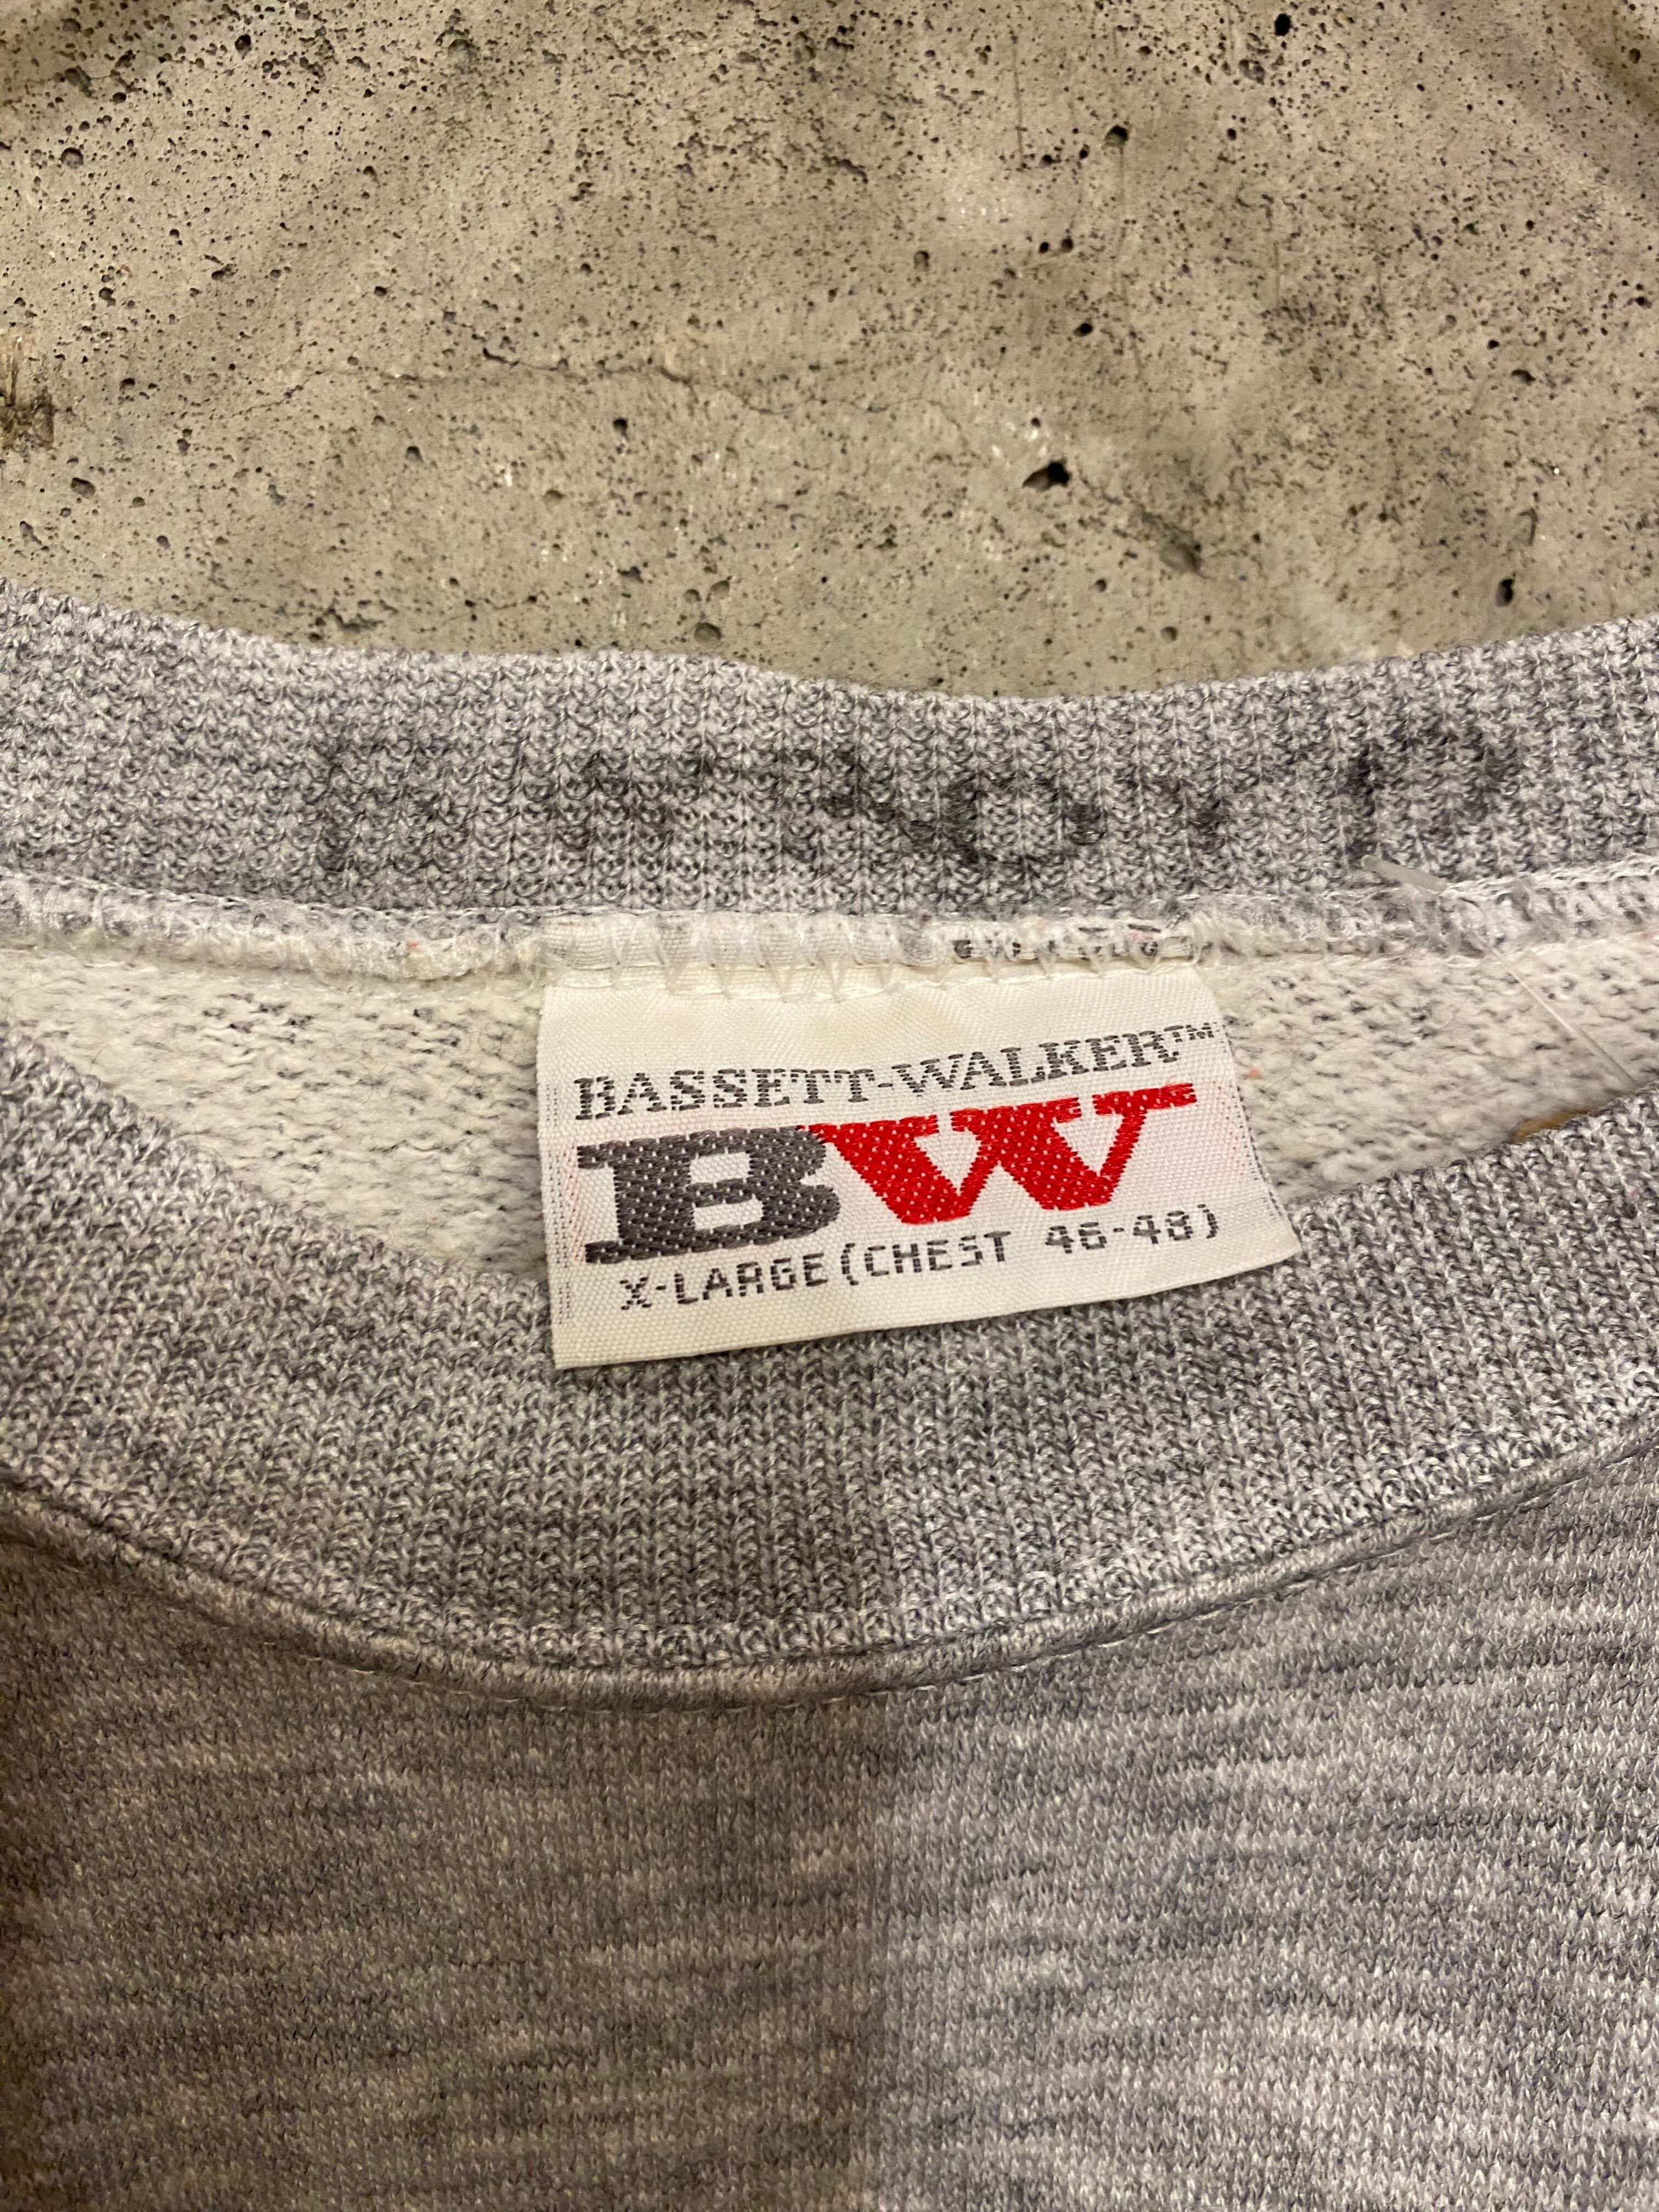 BASSETT-WALKER™
BW
X-LARGE (CHEST 46-48)